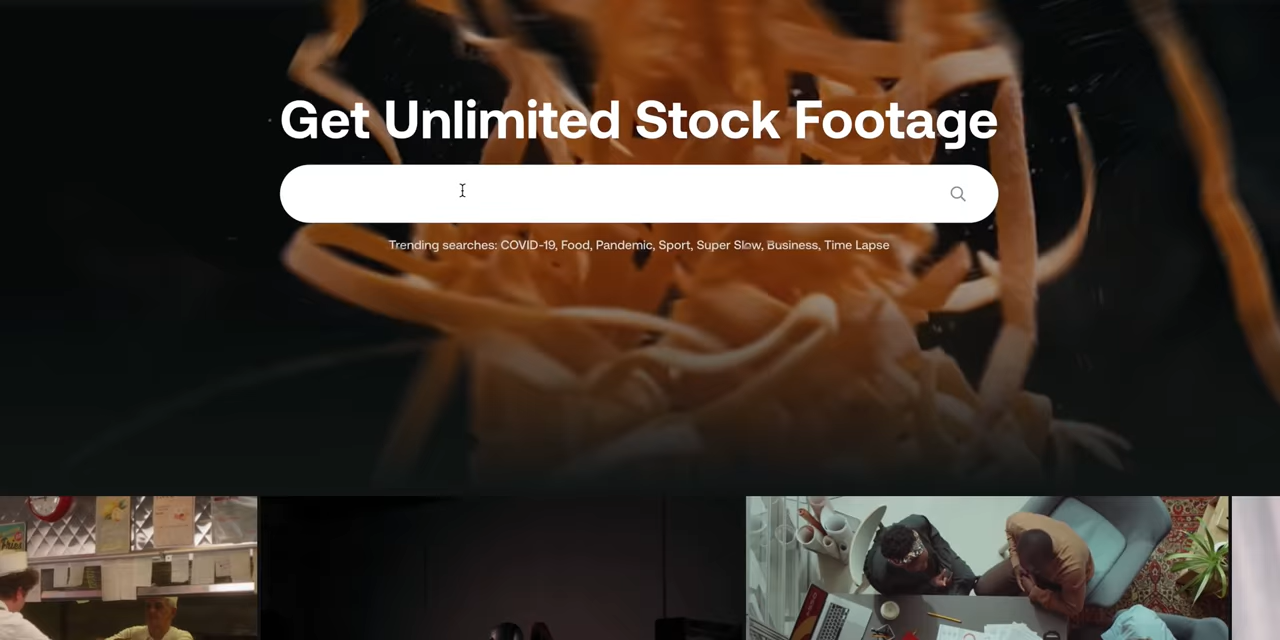 Get Unlimited Stock Footage
Trending searches: COVID-19, Food, Pandemic, Sport, Super Slow, Business, Time Lapse